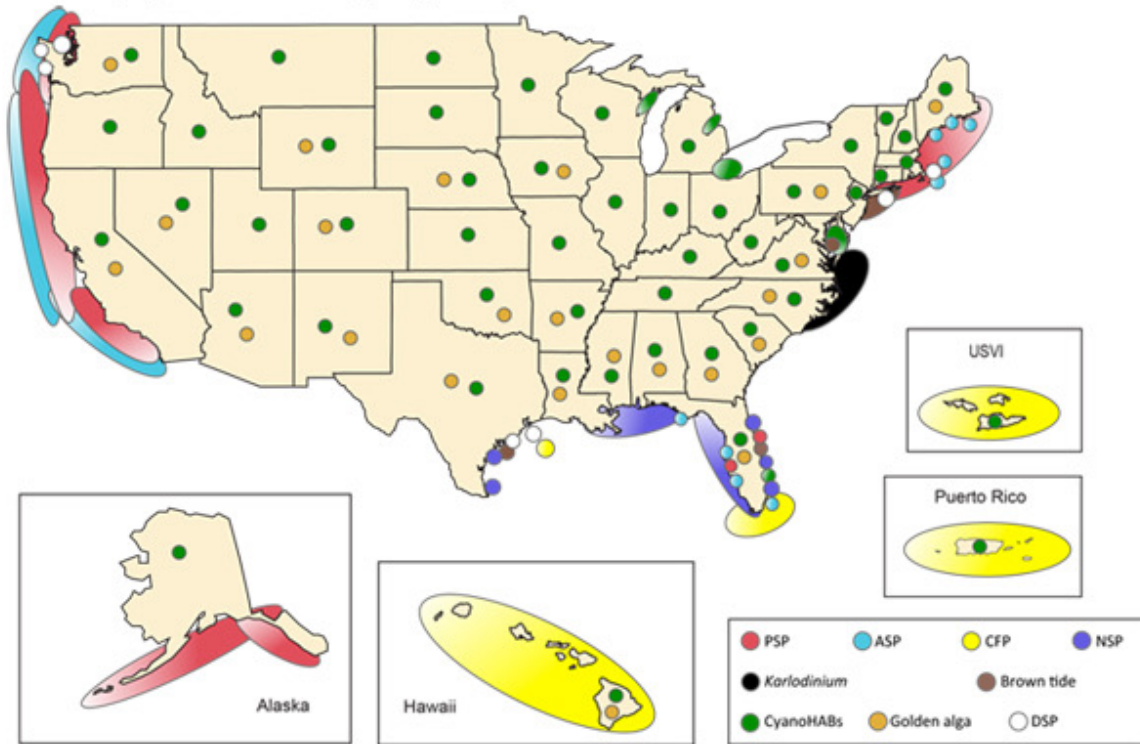 USVI
Puerto Rico
Alaska
Hawaii
PSP ASP CFP NSP
Karlodinium Brown tide
CyanoHABs Golden alga DSP